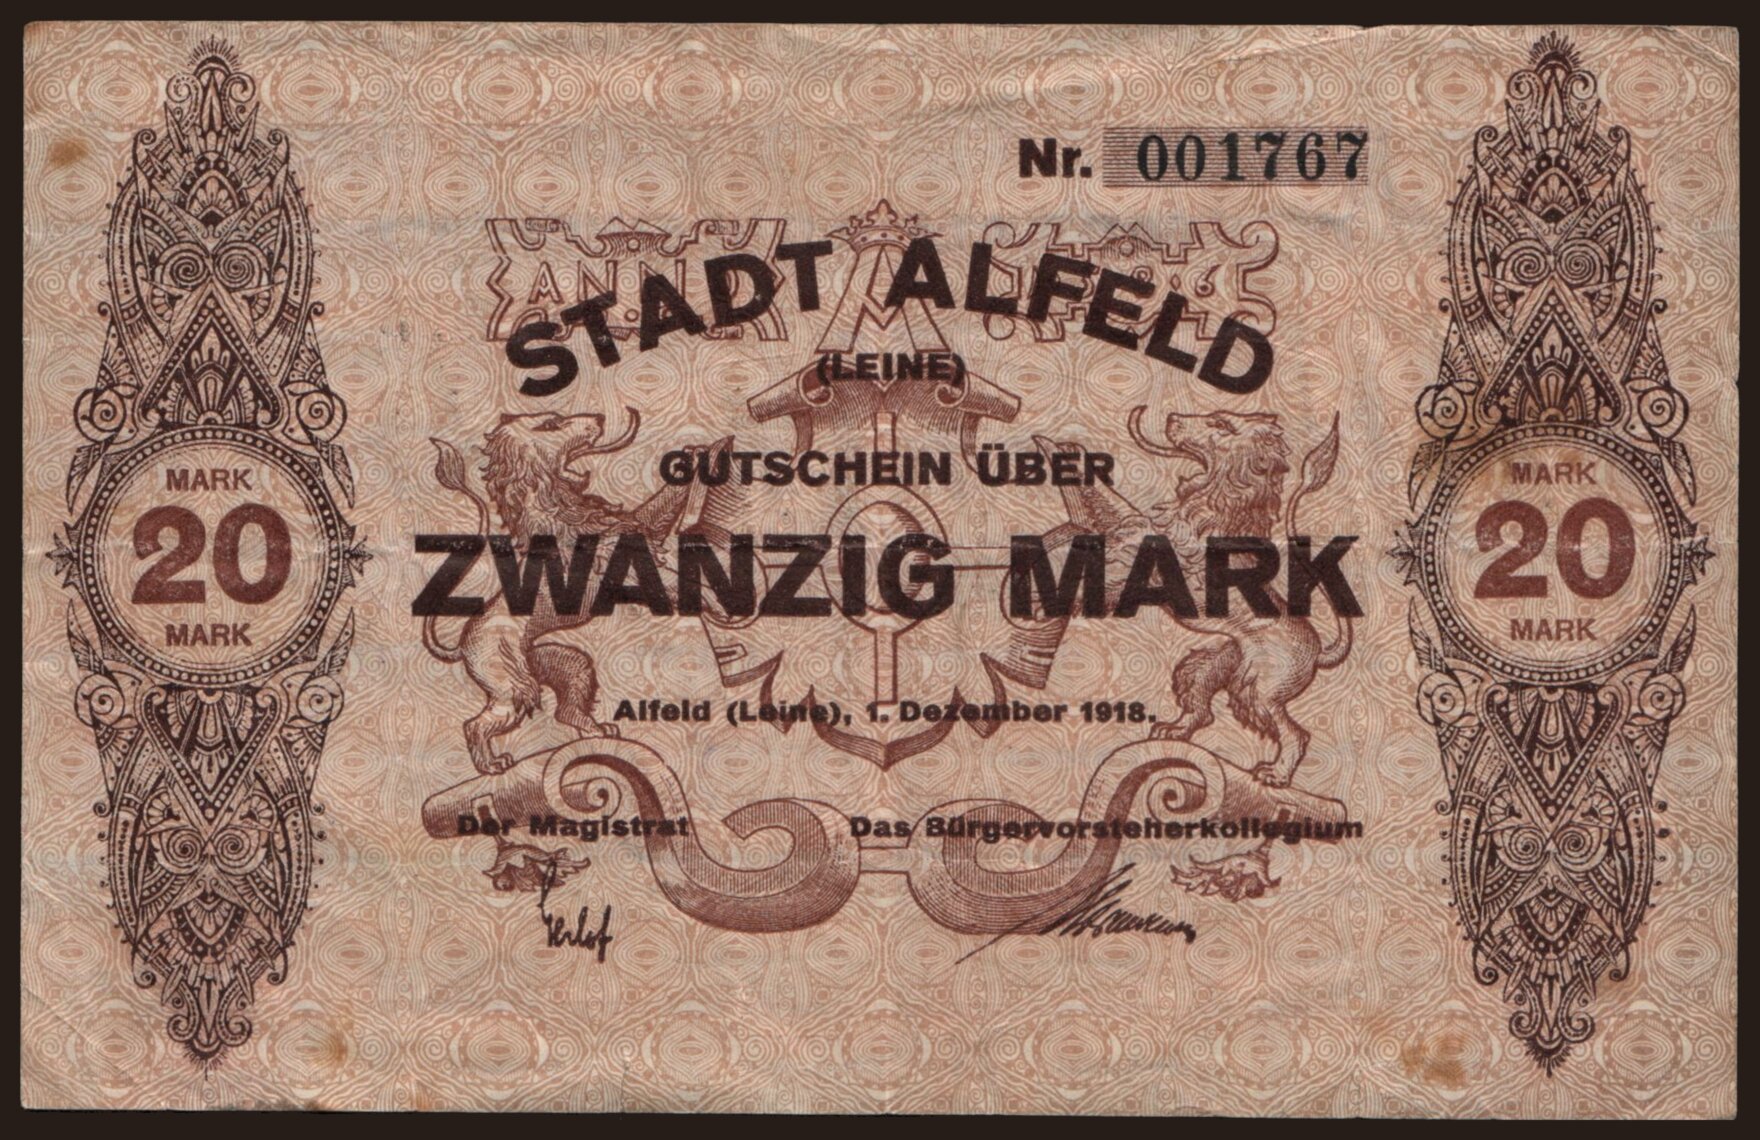 Nr. 001767
ANN
STADT ALFELD
(LEINE)
GUTSCHEIN ÜBER
ZWANZIG MARK
MARK
20
MARK
MARK
20
MARK
Alfeld (Leine), 1. Dezember 1918.
Der Magistrat Das Bürgervorsteherkollegium